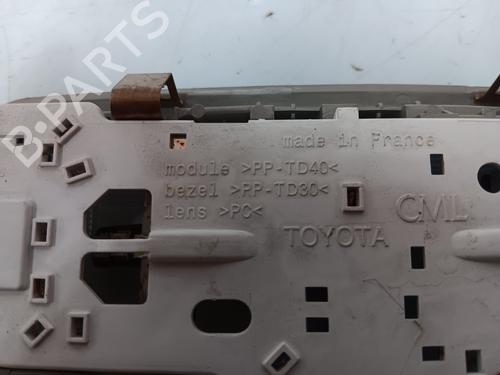 B-PARTS
made in France
module >PP-TD40<
bezel >PP-TD30<
lens >PC<
CML
TOYOTA